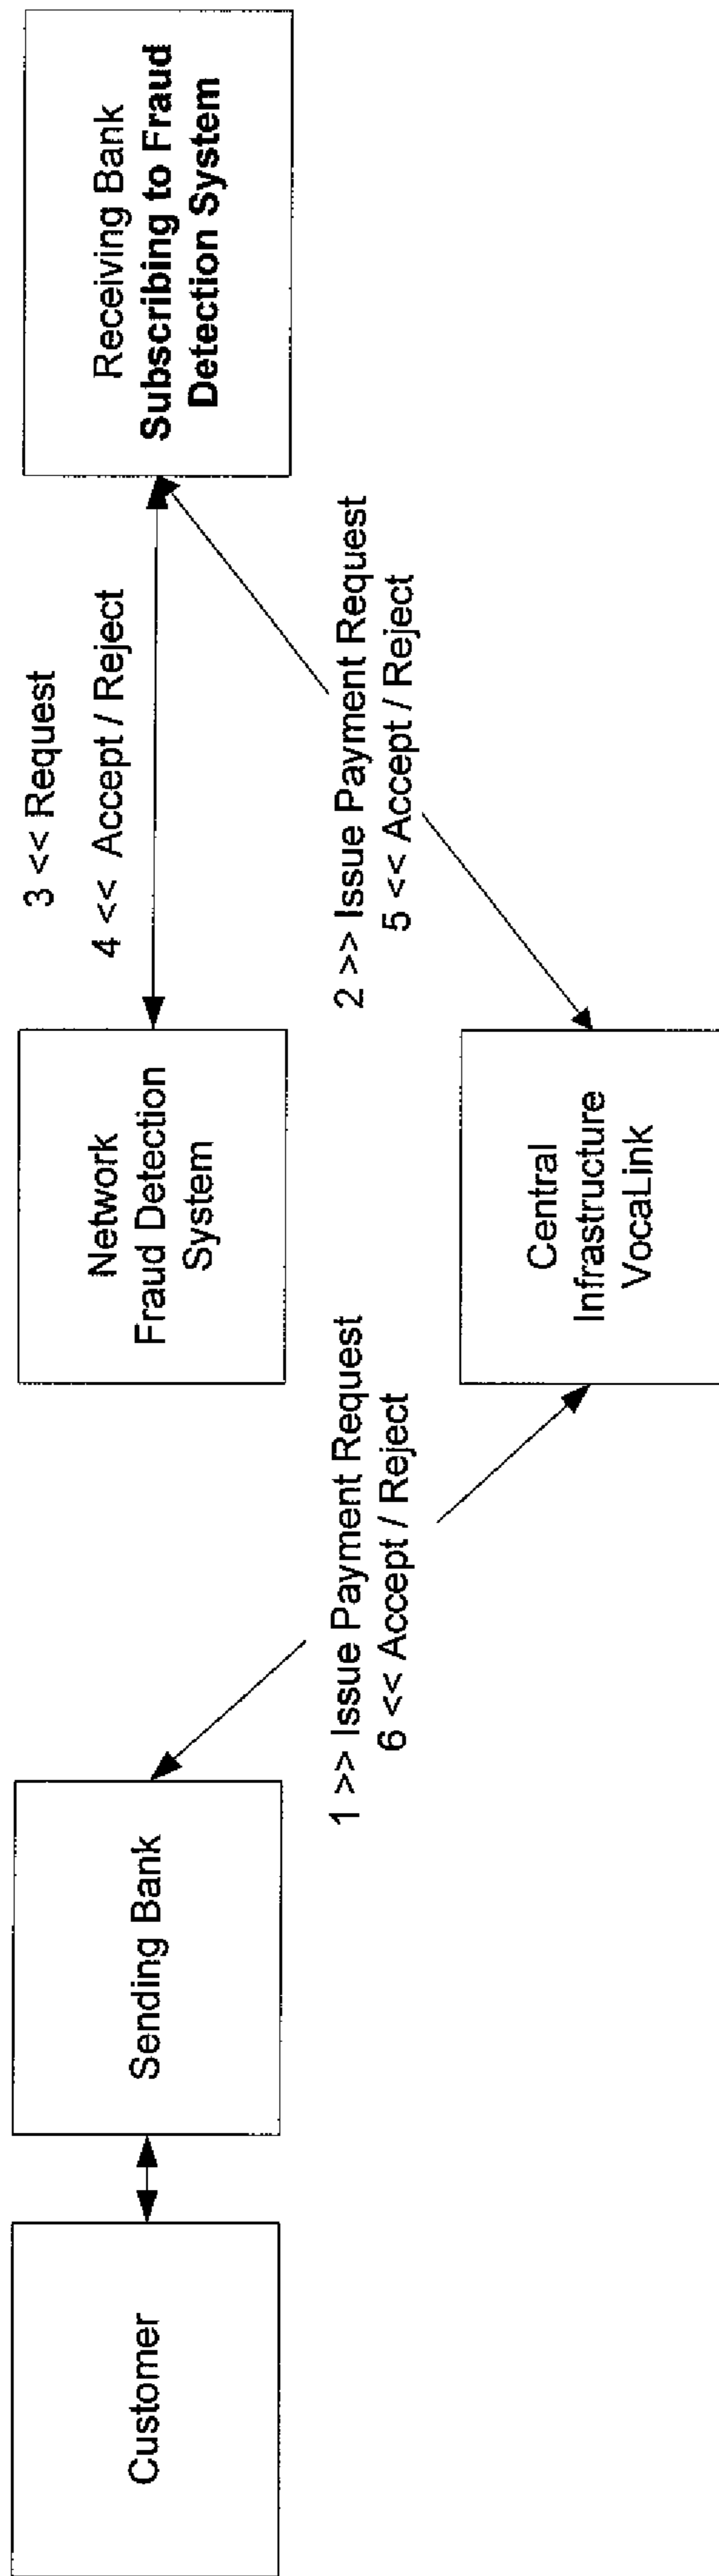 Customer
Sending Bank
1 >> Issue Payment Request
6 << Accept / Reject
Network
Fraud Detection
System
Central
Infrastructure
VocaLink
3 << Request
4 << Accept / Reject
2 >> Issue Payment Request
5 << Accept / Reject
Receiving Bank
Subscribing to Fraud
Detection System